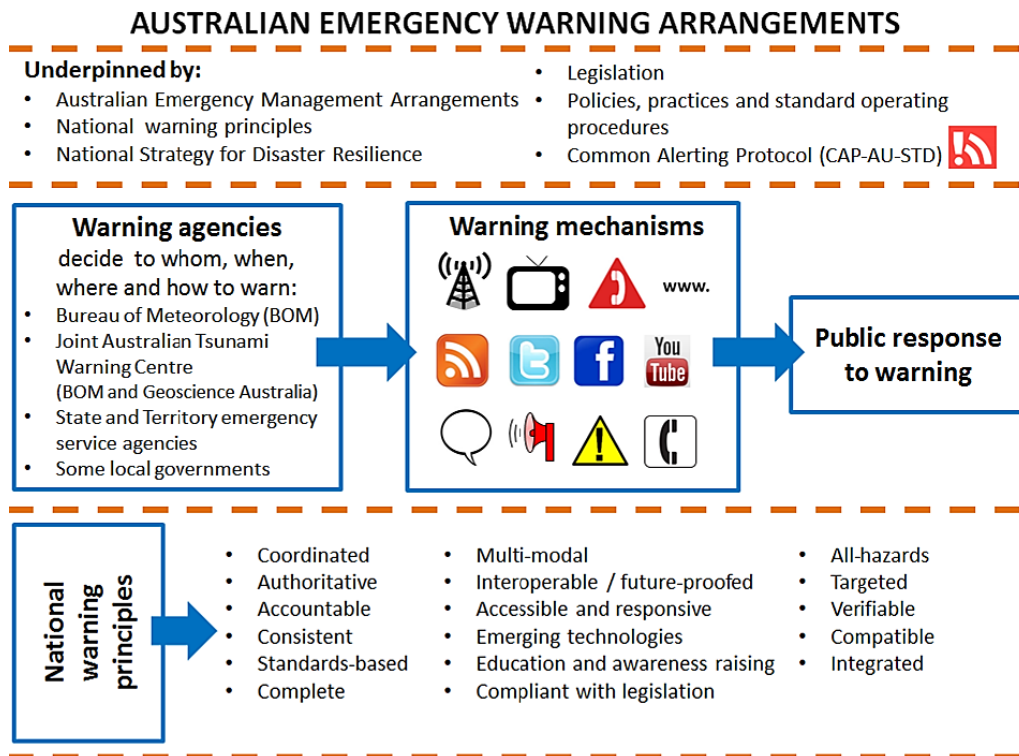 AUSTRALIAN EMERGENCY WARNING ARRANGEMENTS
Underpinned by:
• Australian Emergency Management Arrangements
• National warning principles
• National Strategy for Disaster Resilience
• Legislation
• Policies, practices and standard operating
procedures
• Common Alerting Protocol (CAP-AU-STD)
Warning agencies
decide to whom, when,
where and how to warn:
• Bureau of Meteorology (BOM)
• Joint Australian Tsunami
Warning Centre
(BOM and Geoscience Australia)
• State and Territory emergency
service agencies
• Some local governments
Warning mechanisms
www.
t
f
You
Tube
!
Public response
to warning
National
warning
principles
• Coordinated
• Authoritative
• Accountable
• Consistent
• Standards-based
• Complete
• Multi-modal
• Interoperable / future-proofed
• Accessible and responsive
• Emerging technologies
• Education and awareness raising
• Compliant with legislation
• All-hazards
• Targeted
• Verifiable
• Compatible
• Integrated